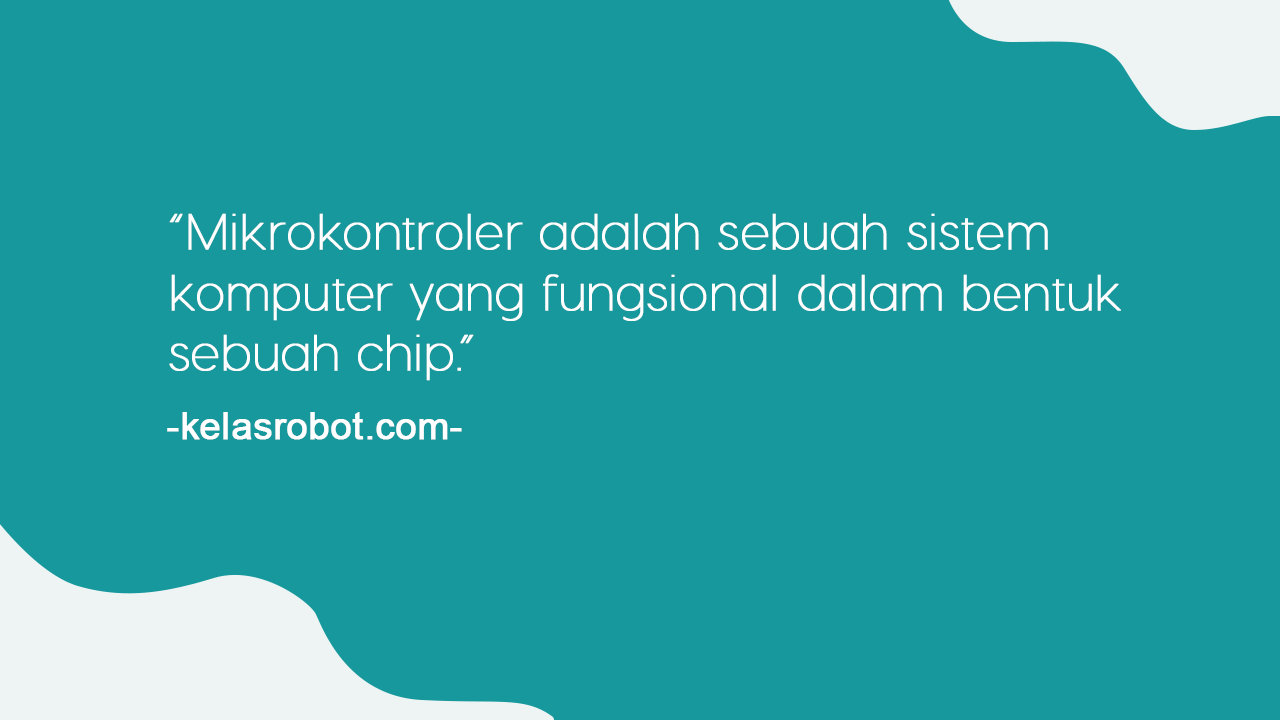 “Mikrokontroler adalah sebuah sistem
komputer yang fungsional dalam bentuk
sebuah chip.”
-kelasrobot.com-